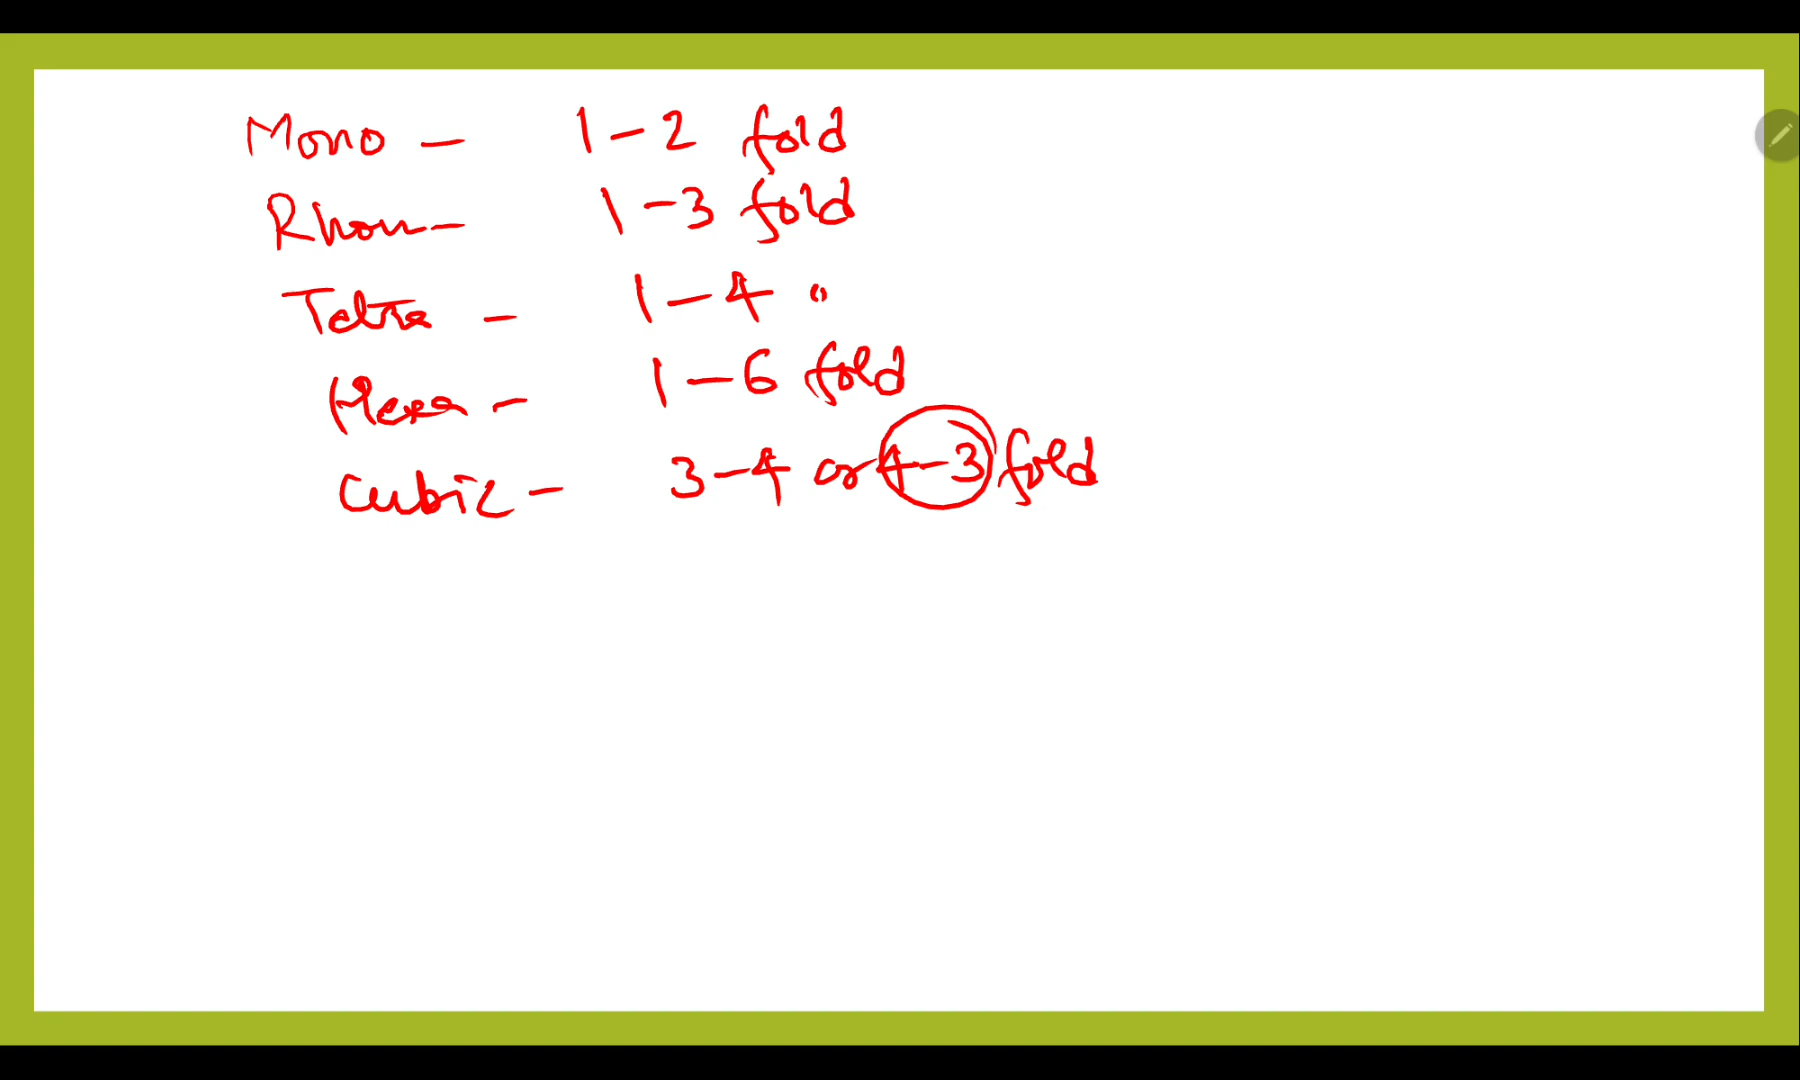 Mono - 1-2 fold
Rhom - 1-3 fold
Tetra - 1-4 "
Hexa - 1-6 fold
Cubic - 3-4 or 4-3 fold